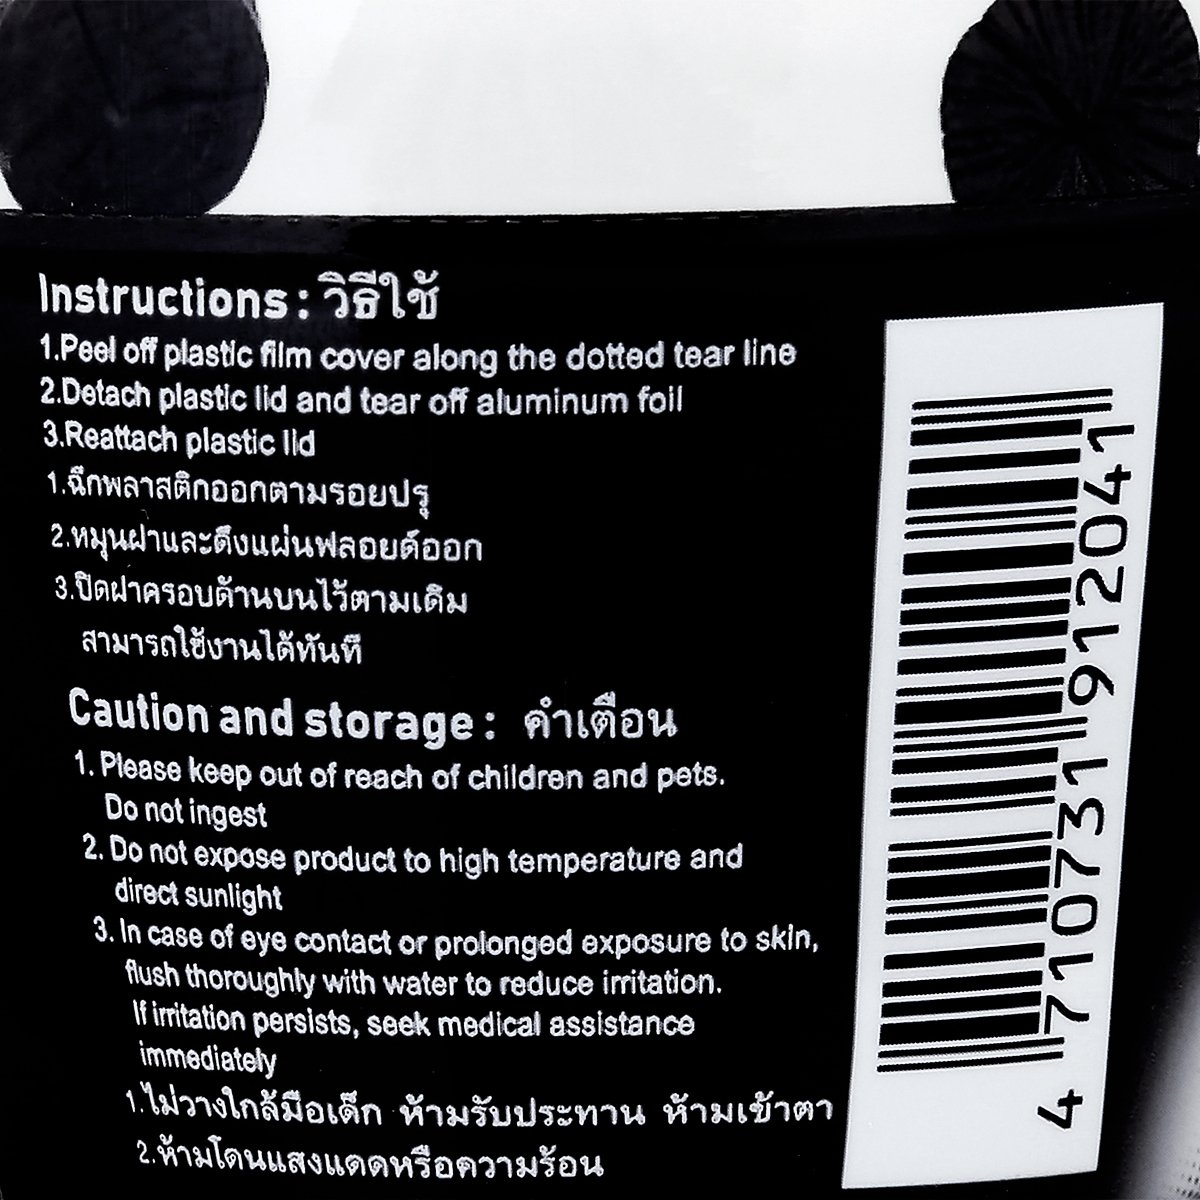 Instructions : วิธีใช้
1.Peel off plastic film cover along the dotted tear line
2.Detach plastic lid and tear off aluminum foil
3.Reattach plastic lid
1.ฉีกพลาสติกออกตามรอยปรุ
2.หมุนฝาและดึงแผ่นฟลอยด์ออก
3.ปิดฝาครอบด้านบนไว้ตามเดิม
สามารถใช้งานได้ทันที
Caution and storage : คำเตือน
1. Please keep out of reach of children and pets.
Do not ingest
2. Do not expose product to high temperature and
direct sunlight
3. In case of eye contact or prolonged exposure to skin,
flush thoroughly with water to reduce irritation.
If irritation persists, seek medical assistance
immediately
1.ไม่วางใกล้มือเด็ก ห้ามรับประทาน ห้ามเข้าตา
2.ห้ามโดนแสงแดดหรือความร้อน
4 710731 912041